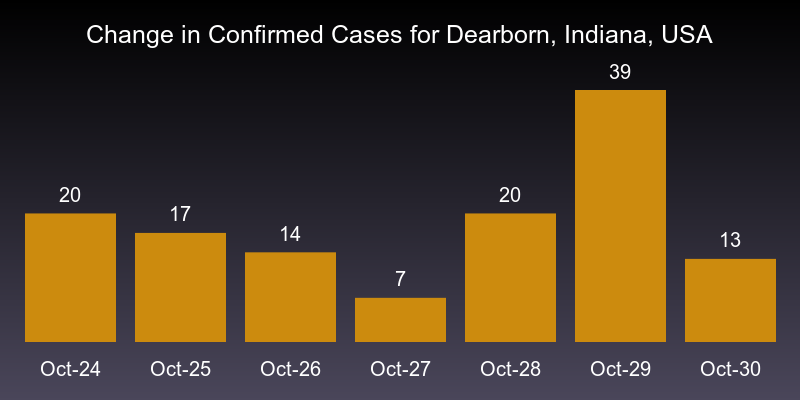 Change in Confirmed Cases for Dearborn, Indiana, USA
39
20
17
14
7
20
13
Oct-24
Oct-25
Oct-26
Oct-27
Oct-28
Oct-29
Oct-30